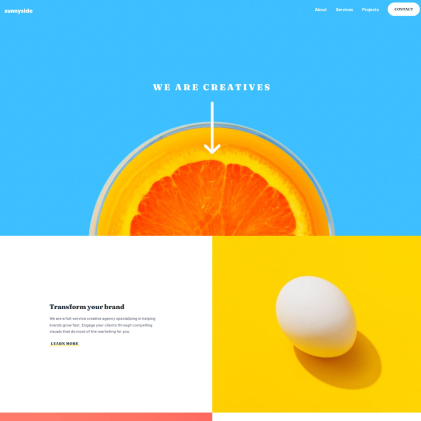 sunnyside
About Services Projects CONTACT
WE ARE CREATIVES
Transform your brand
We are a full-service creative agency specializing in helping
brands grow fast. Engage your clients through compelling
visuals that do most of the marketing for you.
LEARN MORE